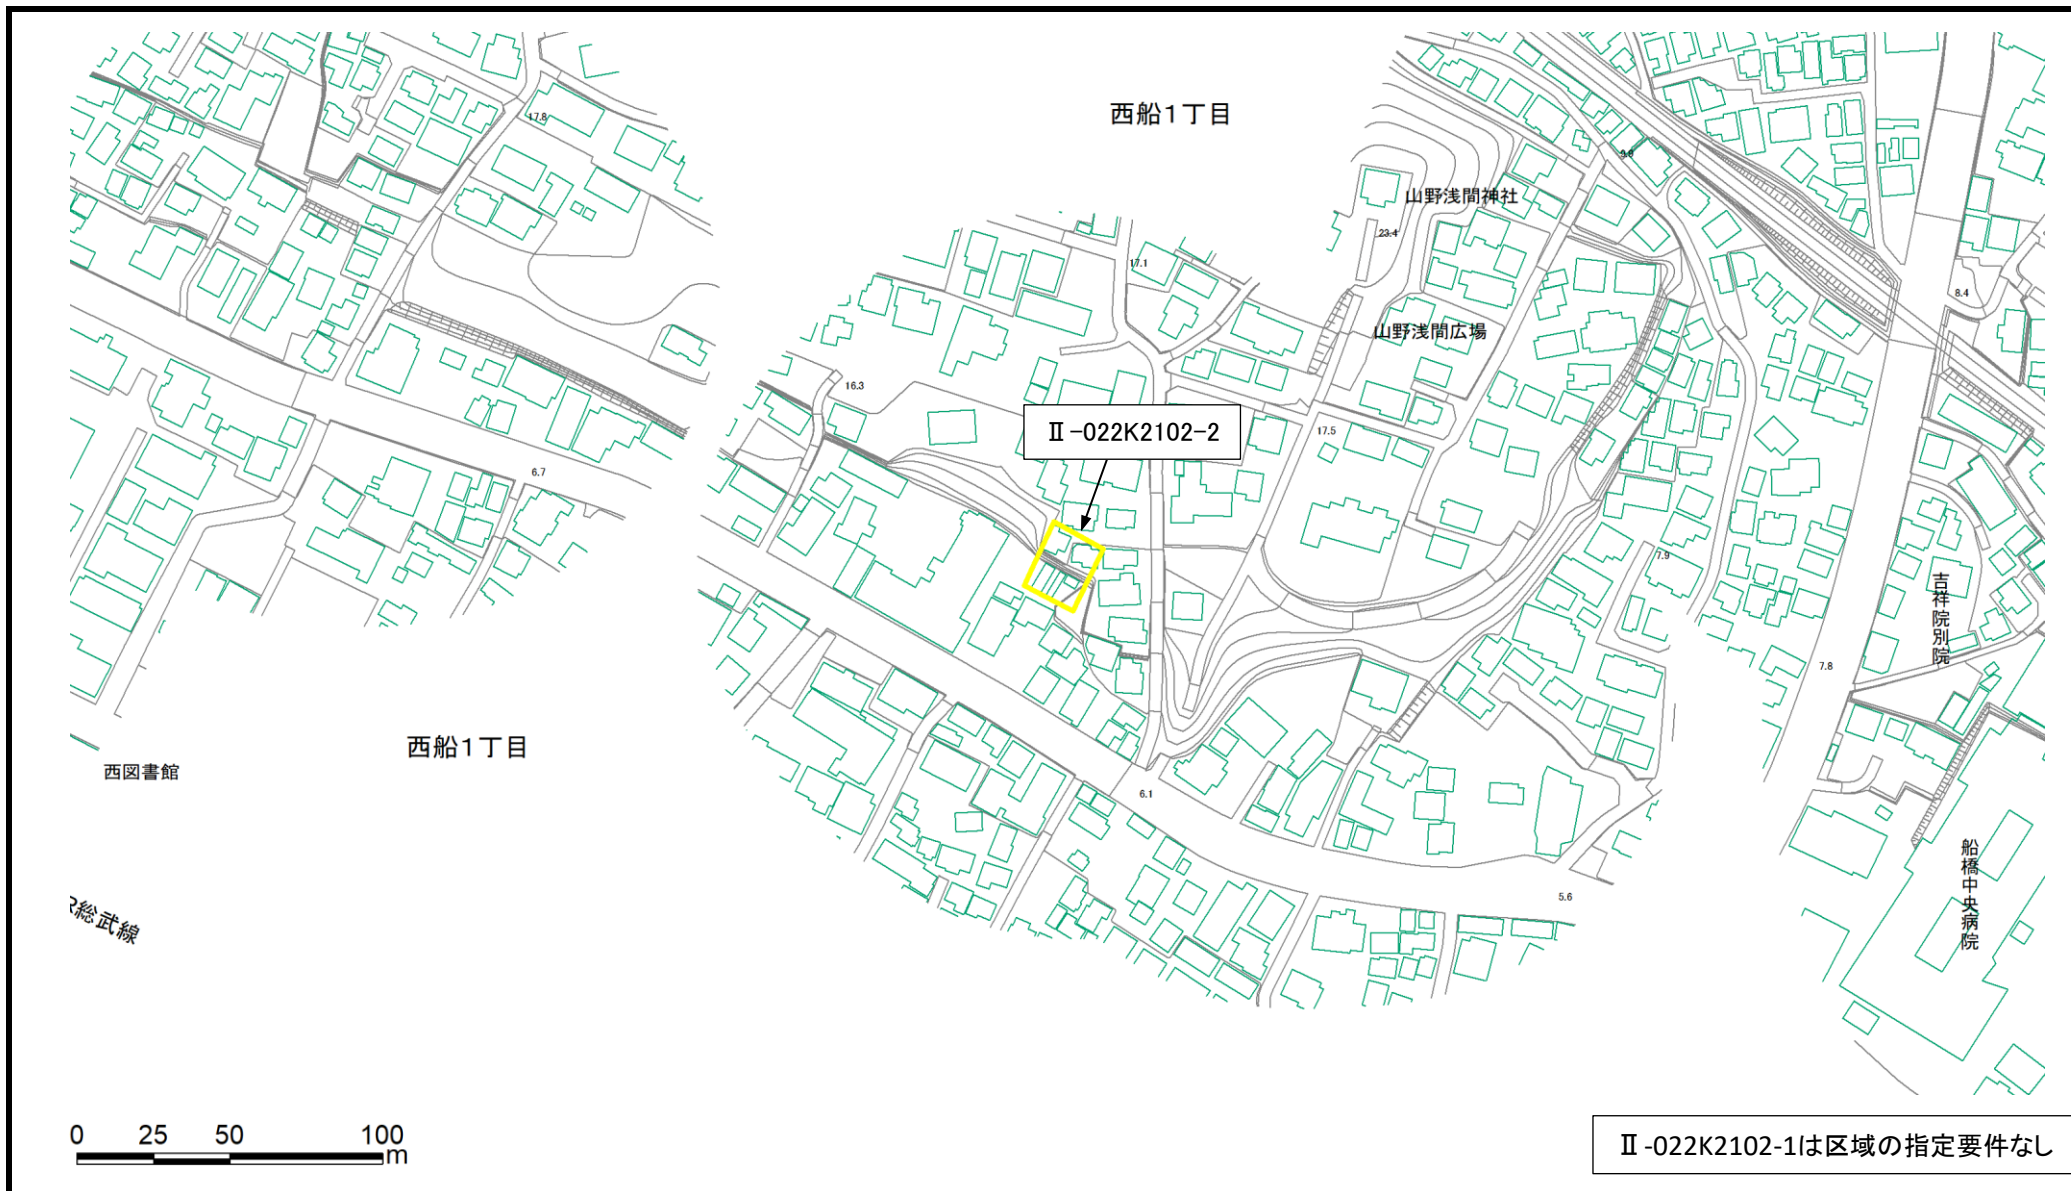 西船1丁目
17.8
9.9
山野浅間神社
23.4
17.1
8.4
山野浅間広場
16.3
Ⅱ-022K2102-2
17.5
6.7
7.9
吉祥院別院
7.8
西船1丁目
西図書館
6.1
船橋中央病院
5.6
R総武線
0 25 50 100
m
Ⅱ-022K2102-1は区域の指定要件なし